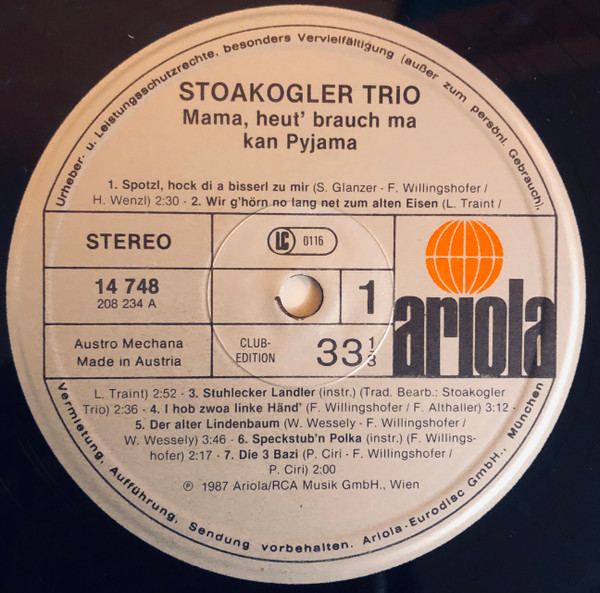 Urheber- u. Leistungsschutzrechte, besonders Vervielfältigung (außer zum persönl. Gebrauch),
STOAKOGLER TRIO
Mama, heut' brauch ma
kan Pyjama
1. Spotzl, hock di a bisserl zu mir (S. Glanzer - F. Willingshofer /
H. Wenzl) 2:30 - 2. Wir g'hörn no lang net zum alten Eisen (L. Traint /
STEREO
LC 0116
14 748
208 234 A
1
ariola
Austro Mechana
Made in Austria
CLUB-
EDITION
33 1/3
L. Traint) 2:52 - 3. Stuhlecker Landler (instr.) (Trad. Bearb.: Stoakogler
Trio) 2:36 - 4. I hob zwoa linke Händ' (F. Willingshofer / F. Althaller) 3:12 -
5. Der alter Lindenbaum (W. Wessely - F. Willingshofer /
W. Wessely) 3:46 - 6. Speckstub'n Polka (instr.) (F. Willings-
hofer) 2:17 - 7. Die 3 Bazi (P. Ciri - F. Willingshofer /
P. Ciri) 2:00
℗ 1987 Ariola/RCA Musik GmbH., Wien
Vermietung, Aufführung, Sendung vorbehalten. Ariola-Eurodisc GmbH., München